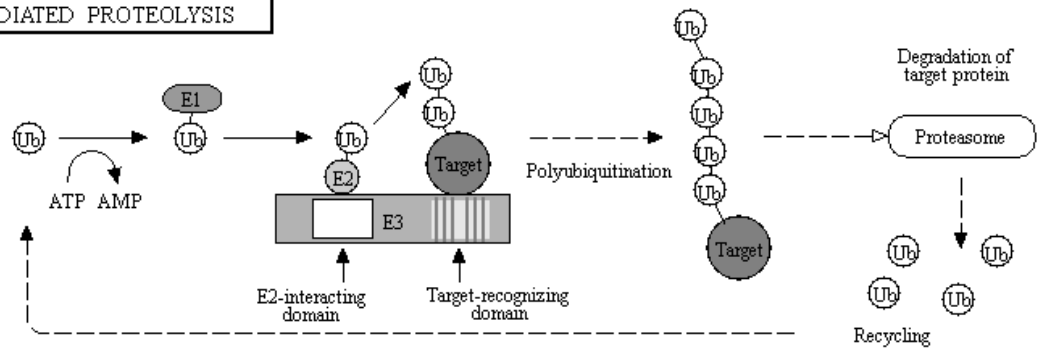 DIATED PROTEOLYSIS
Ub
ATP AMP
E1
Ub
Ub
E2
E3
Ub
Ub
Target
E2-interacting
domain
Target-recognizing
domain
Polyubiquitination
Ub
Ub
Ub
Ub
Ub
Target
Degradation of
target protein
Proteasome
Ub
Ub
Ub
Ub
Recycling